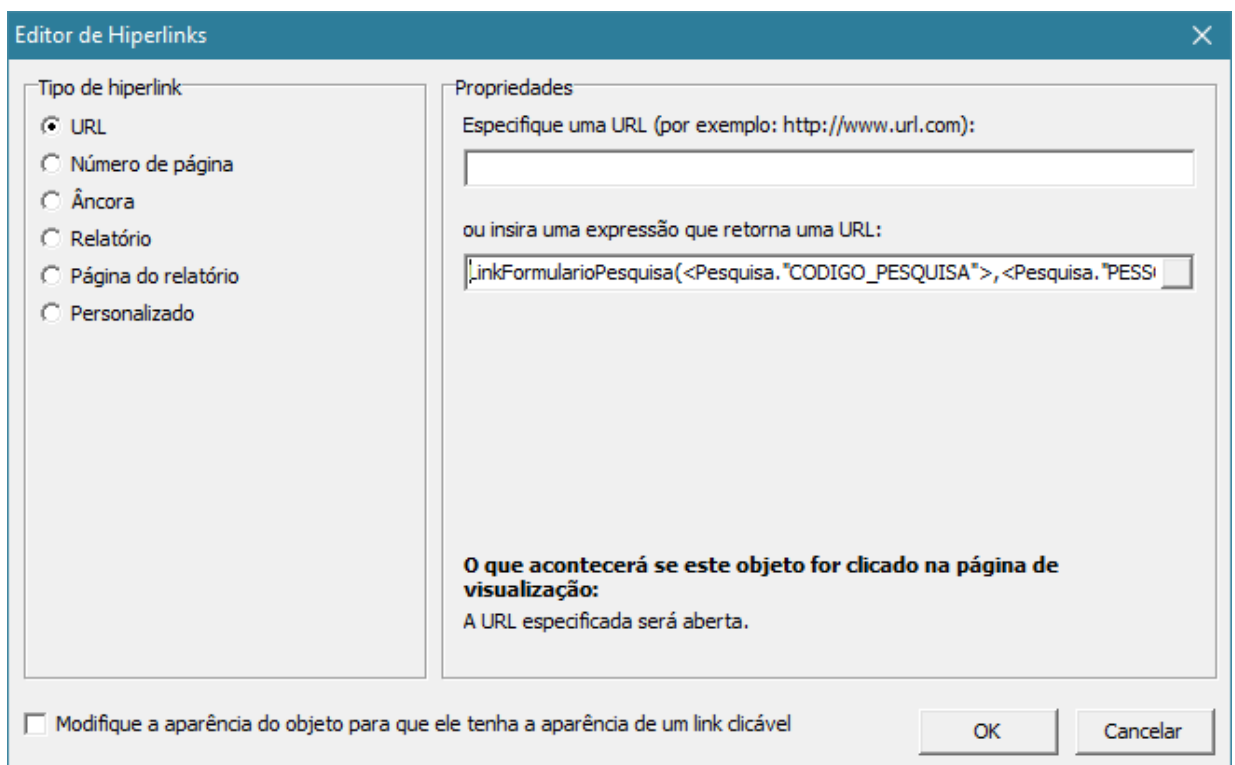 Editor de Hiperlinks
Tipo de hiperlink
URL
Número de página
Âncora
Relatório
Página do relatório
Personalizado
Propriedades
Especifique uma URL (por exemplo: http://www.url.com):
ou insira uma expressão que retorna uma URL:
LinkFormularioPesquisa(<Pesquisa."CODIGO_PESQUISA">,<Pesquisa."PESSO
O que acontecerá se este objeto for clicado na página de
visualização:
A URL especificada será aberta.
Modifique a aparência do objeto para que ele tenha a aparência de um link clicável
OK
Cancelar